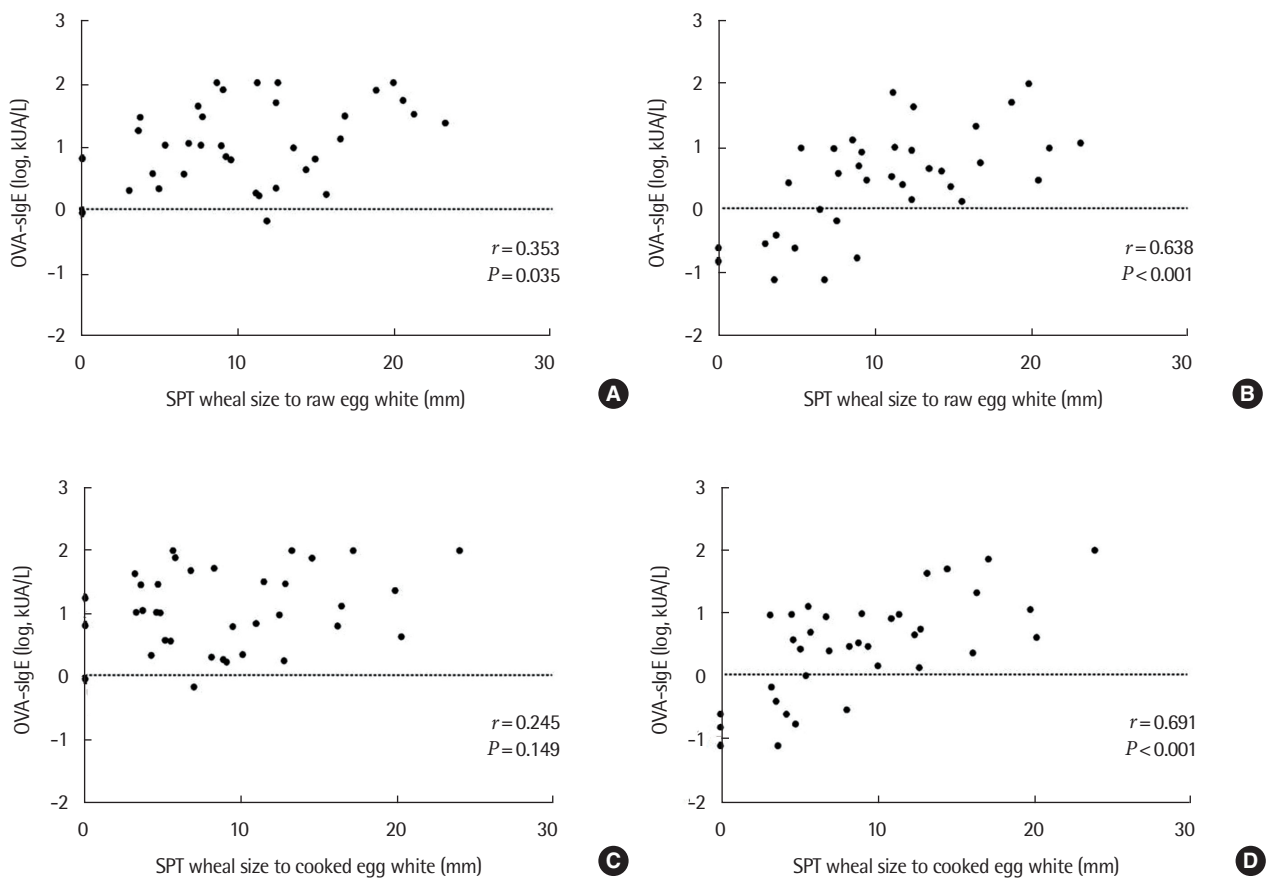 3
2
1
0
−1
−2
OVA-sIgE (log, kUA/L)
r=0.353
P=0.035
0 10 20 30
SPT wheal size to raw egg white (mm)
A
3
2
1
0
−1
−2
OVA-sIgE (log, kUA/L)
r=0.638
P<0.001
0 10 20 30
SPT wheal size to raw egg white (mm)
B
3
2
1
0
−1
−2
OVA-sIgE (log, kUA/L)
r=0.245
P=0.149
0 10 20 30
SPT wheal size to cooked egg white (mm)
C
3
2
1
0
−1
−2
OVA-sIgE (log, kUA/L)
r=0.691
P<0.001
0 10 20 30
SPT wheal size to cooked egg white (mm)
D